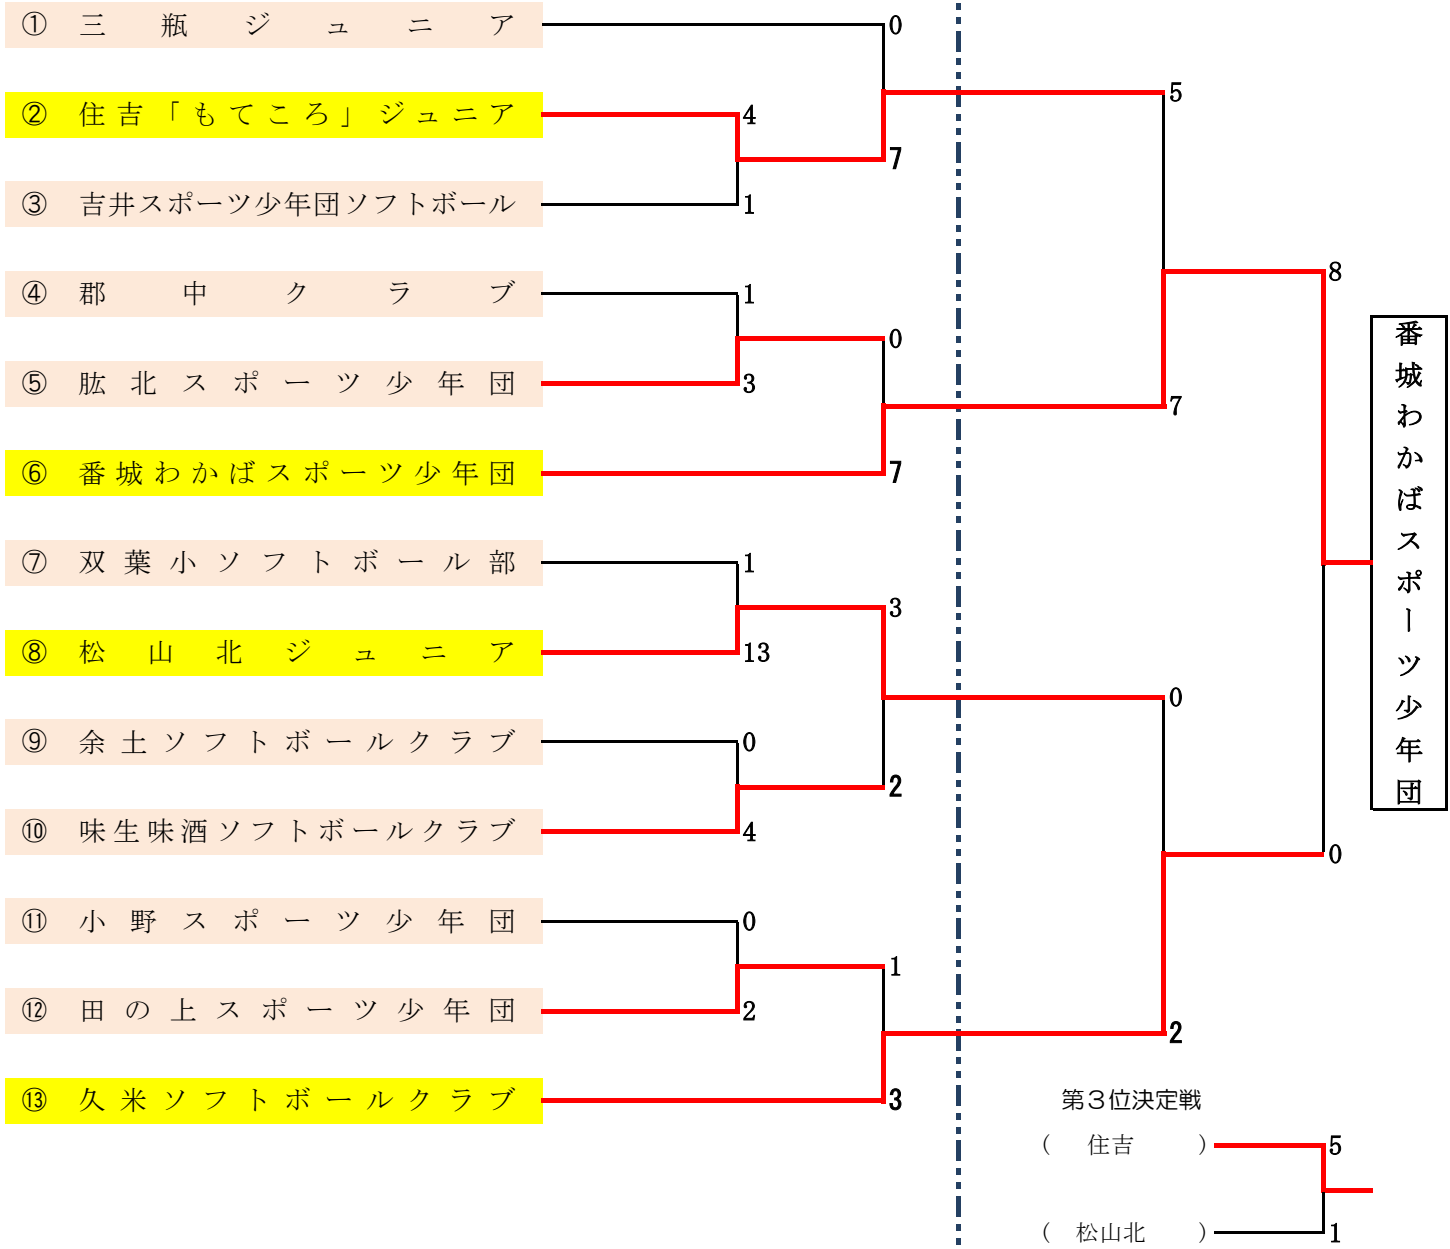 ① 三瓶ジュニア
0
5
② 住吉「もてころ」ジュニア
4
7
③ 吉井スポーツ少年団ソフトボール
1
8
④ 郡中クラブ
1
0
⑤ 肱北スポーツ少年団
3
7
⑥ 番城わかばスポーツ少年団
7
番城わかばスポーツ少年団
⑦ 双葉小ソフトボール部
1
3
⑧ 松山北ジュニア
13
0
⑨ 余土ソフトボールクラブ
0
2
⑩ 味生味酒ソフトボールクラブ
4
0
⑪ 小野スポーツ少年団
0
1
⑫ 田の上スポーツ少年団
2
2
⑬ 久米ソフトボールクラブ
3
第3位決定戦
( 住吉 )
5
( 松山北 )
1